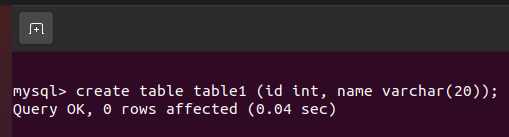 mysql> create table table1 (id int, name varchar(20));
Query OK, 0 rows affected (0.04 sec)